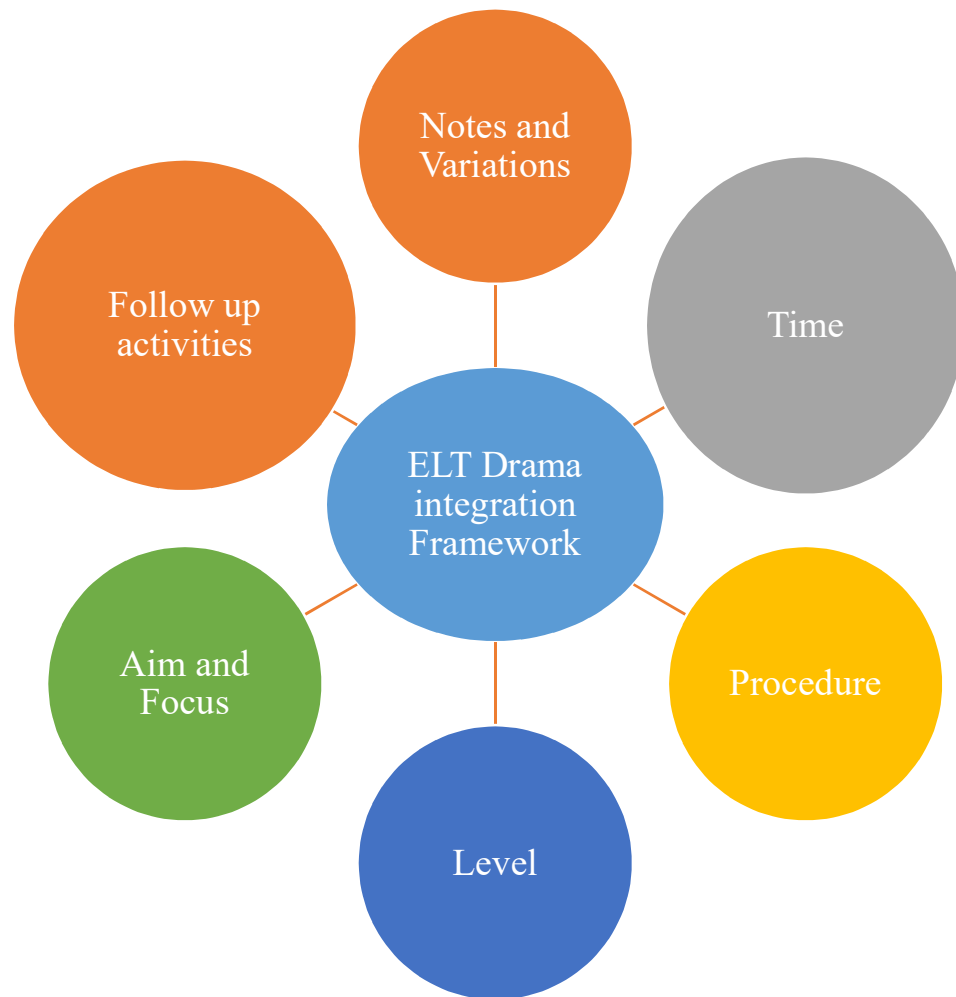 Notes and
Variations
Follow up
activities
Time
ELT Drama
integration
Framework
Aim and
Focus
Procedure
Level